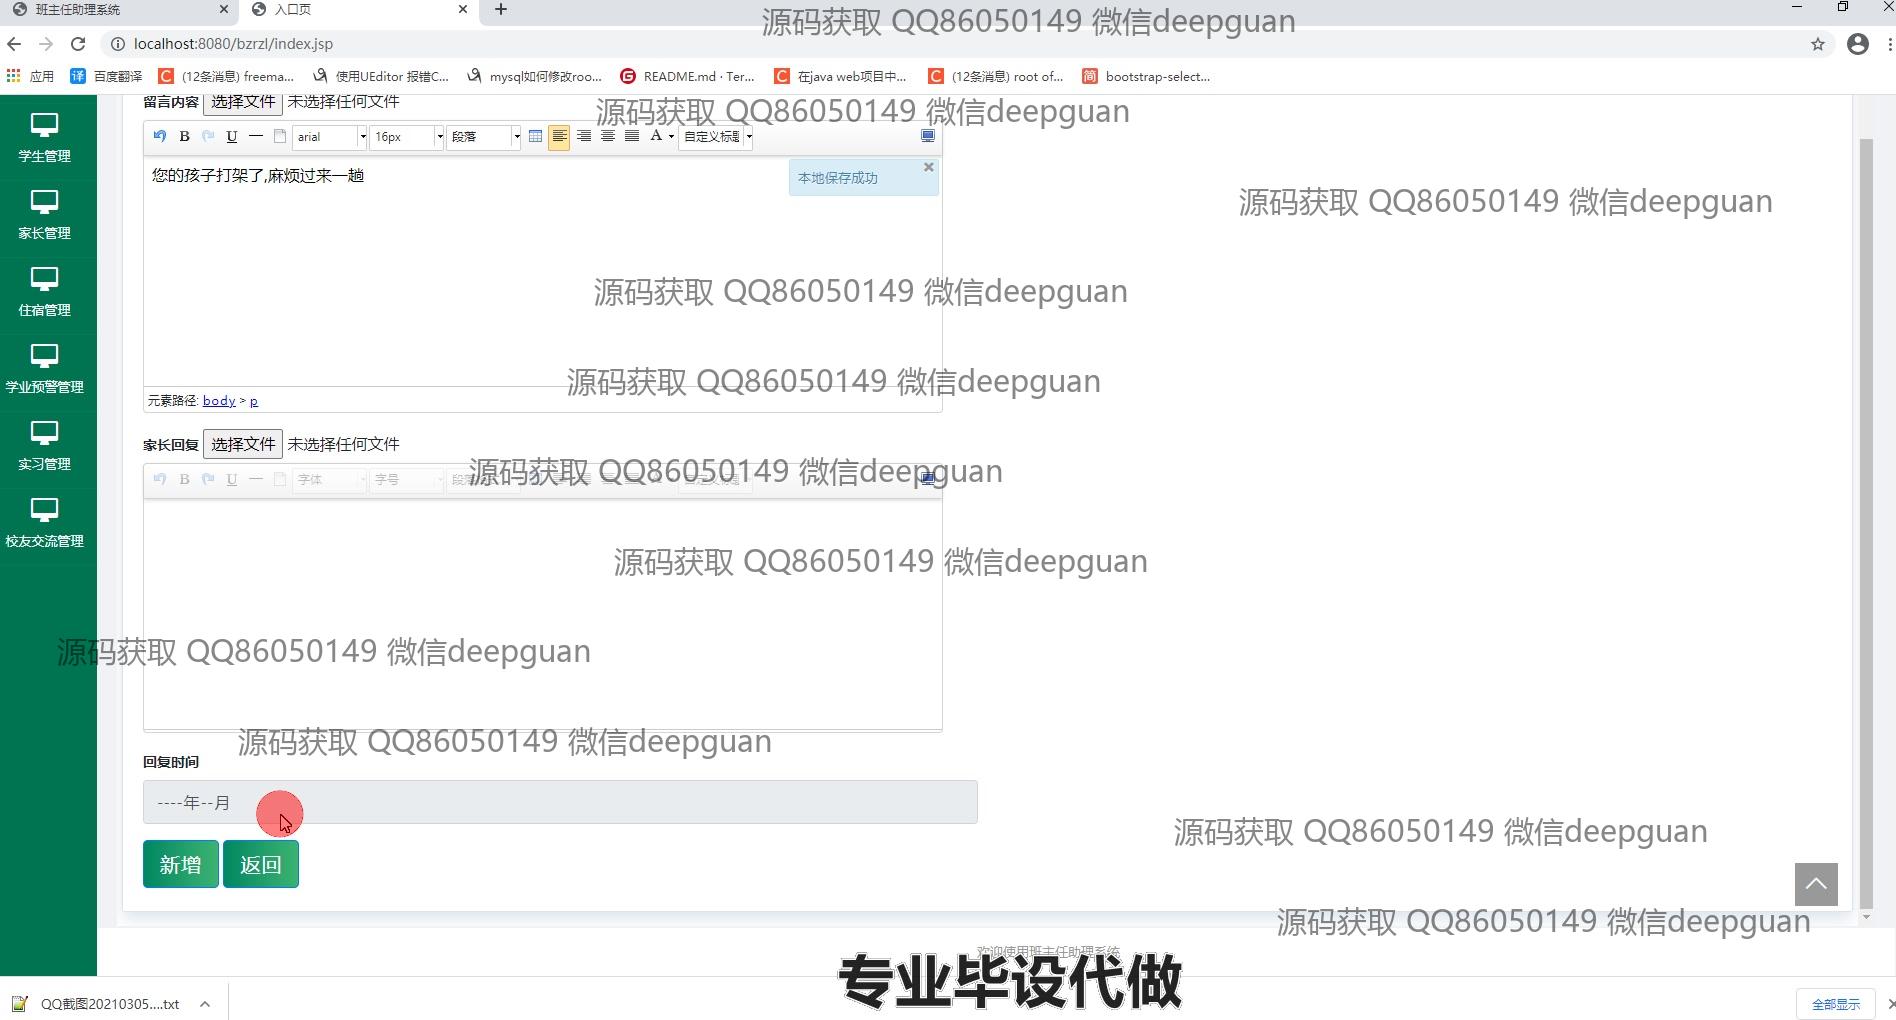 班主任助理系统
入口页
源码获取 QQ86050149 微信deepguan
localhost:8080/bzrzl/index.jsp
应用
百度翻译
(12条消息) freema...
使用UEditor 报错C...
mysql如何修改roo...
README.md · Ter...
在java web项目中...
(12条消息) root of...
bootstrap-select...
留言内容 选择文件 未选择任何文件
源码获取 QQ86050149 微信deepguan
学生管理
arial
16px
段落
自定义标题
您的孩子打架了,麻烦过来一趟
本地保存成功
源码获取 QQ86050149 微信deepguan
家长管理
源码获取 QQ86050149 微信deepguan
住宿管理
源码获取 QQ86050149 微信deepguan
学业预警管理
元素路径: body > p
家长回复 选择文件 未选择任何文件
实习管理
字体
字号
段落
源码获取 QQ86050149 微信deepguan
自定义标题
校友交流管理
源码获取 QQ86050149 微信deepguan
源码获取 QQ86050149 微信deepguan
源码获取 QQ86050149 微信deepguan
回复时间
----年--月
源码获取 QQ86050149 微信deepguan
新增
返回
源码获取 QQ86050149 微信deepguan
欢迎使用班主任助理系统
专业毕设代做
QQ截图20210305....txt
全部显示